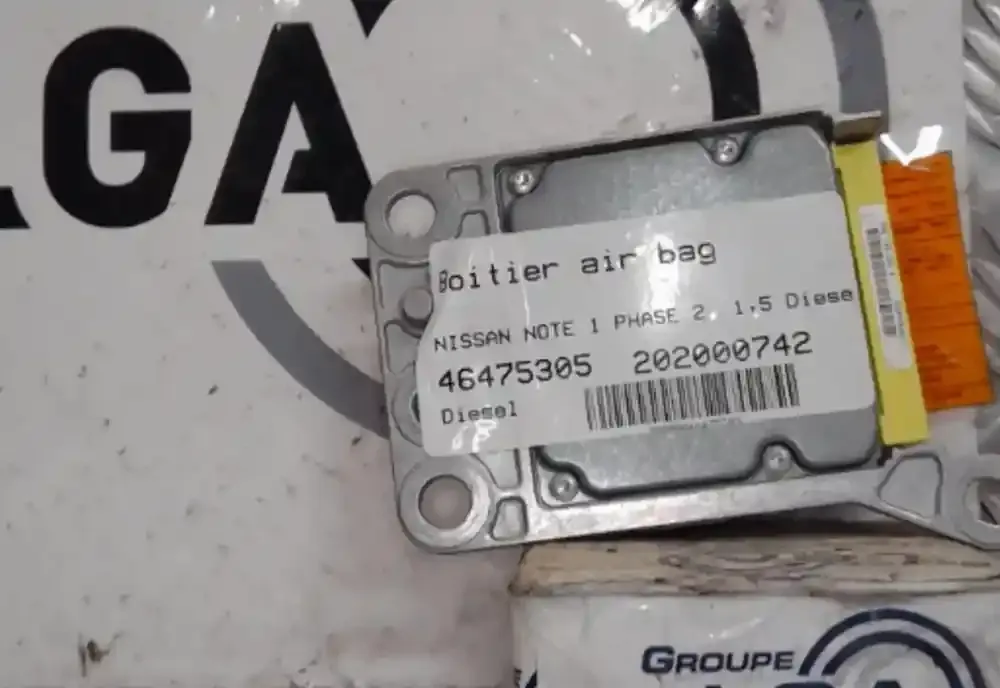 LGA
Boitier air bag
NISSAN NOTE 1 PHASE 2, 1,5 Diese
46475305 202000742
Diesel
GROUPE